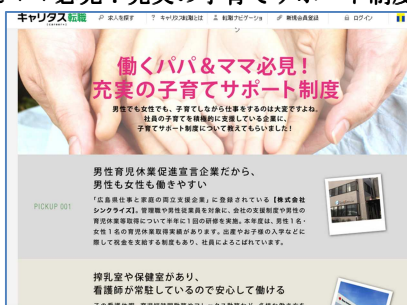 キャリタス転職
求人を探す
? キャリタス転職とは
転職ナビゲーション
新規会員登録
ログイン
働くパパ&ママ必見!
充実の子育てサポート制度
男性でも女性でも、子育てしながら仕事をするのは大変ですよね。
社員の子育てを積極的に支援している企業に、
子育てサポート制度について教えてもらいました!
男性育児休業促進宣言企業だから、
男性も女性も働きやすい
PICKUP 001
「広島県仕事と家庭の両立支援企業」に登録されている【株式会社
シンクライズ】。管理職や男性従業員を対象に、会社の支援制度や男性の
育児休業等取得について半年に1回の研修を実施。本年度は、男性1名・
女性1名の育児休業取得実績があります。出産やお子様の入学などに
際して祝金を支給する制度もあり、社員によろこばれています。
搾乳室や保健室があり、
看護師が常駐しているので安心して働ける